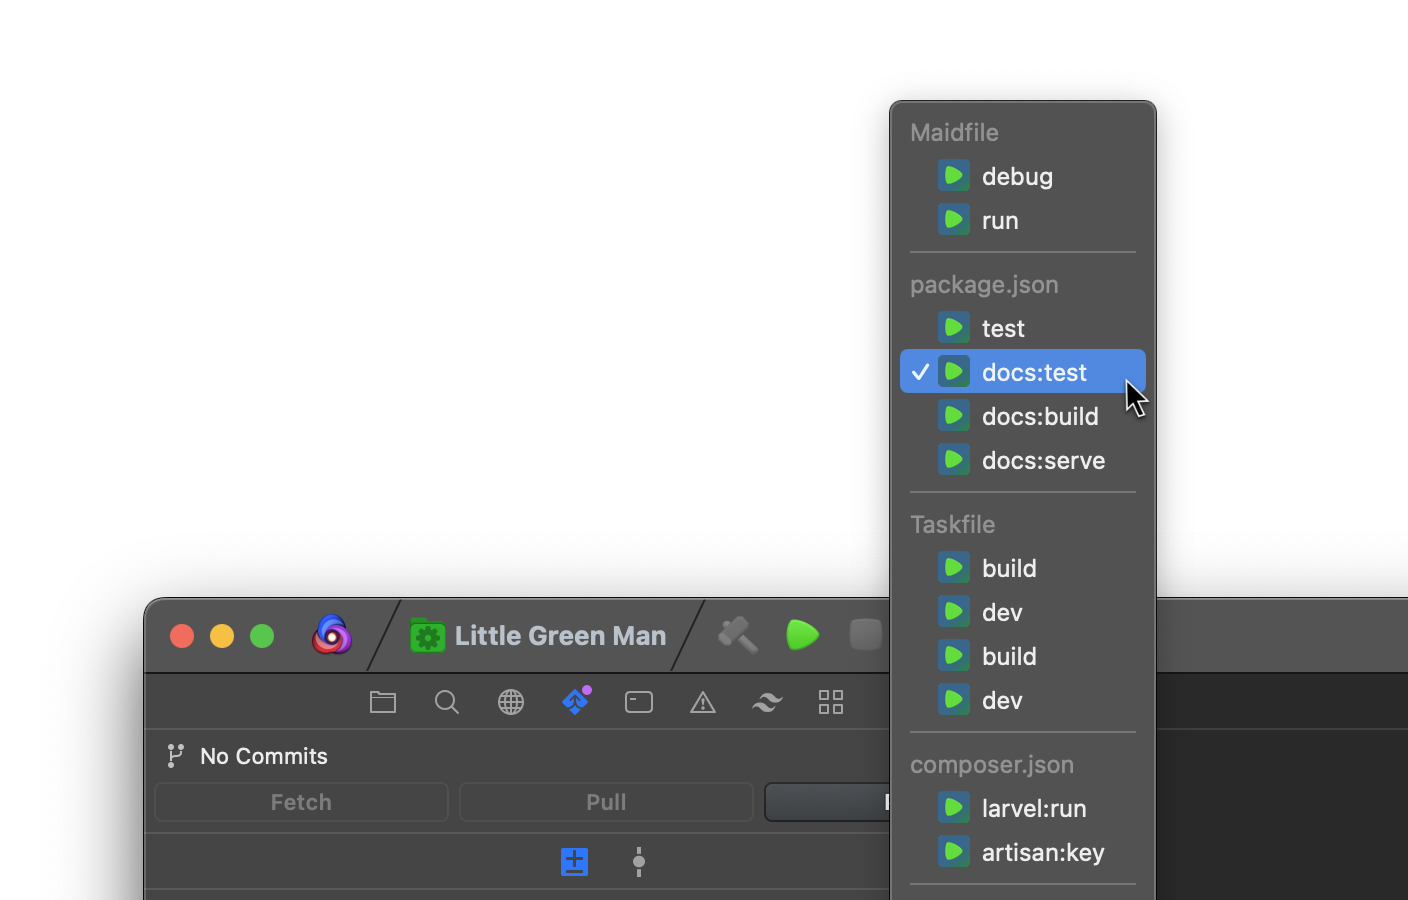 Maidfile
debug
run
package.json
test
docs:test
docs:build
docs:serve
Taskfile
build
dev
build
dev
composer.json
larvel:run
artisan:key
Little Green Man
No Commits
Fetch
Pull